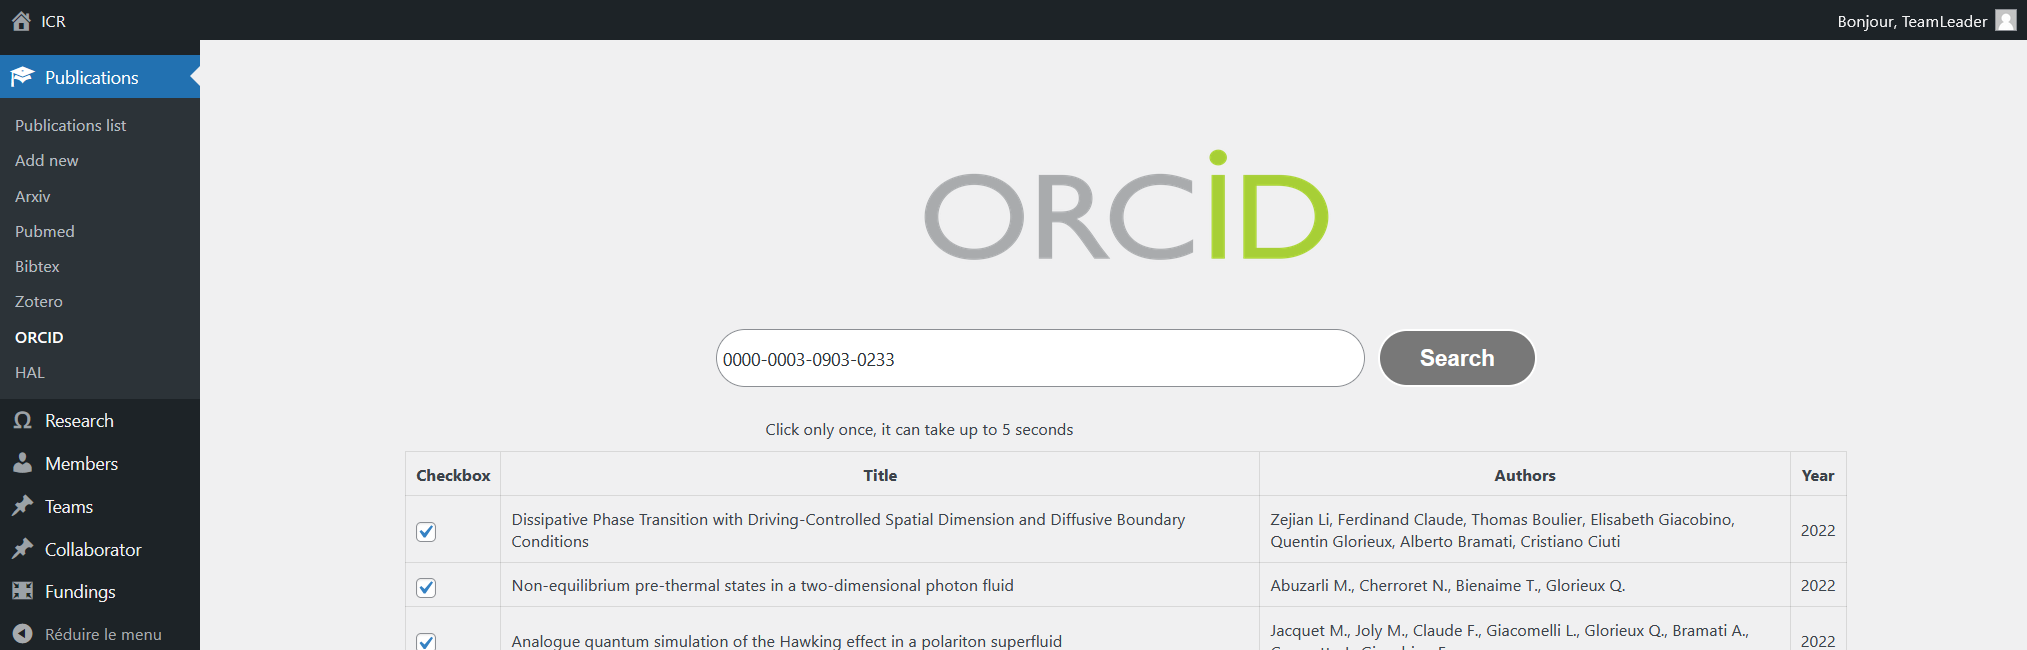 ICR
Bonjour, TeamLeader
Publications
Publications list
Add new
Arxiv
Pubmed
Bibtex
Zotero
ORCID
HAL
Research
Members
Teams
Collaborator
Fundings
Réduire le menu
ORCiD
0000-0003-0903-0233
Search
Click only once, it can take up to 5 seconds
Checkbox Title Authors Year
Dissipative Phase Transition with Driving-Controlled Spatial Dimension and Diffusive Boundary
Conditions
Zejian Li, Ferdinand Claude, Thomas Boulier, Elisabeth Giacobino,
Quentin Glorieux, Alberto Bramati, Cristiano Ciuti
2022
Non-equilibrium pre-thermal states in a two-dimensional photon fluid
Abuzarli M., Cherroret N., Bienaime T., Glorieux Q.
2022
Analogue quantum simulation of the Hawking effect in a polariton superfluid
Jacquet M., Joly M., Claude F., Giacomelli L., Glorieux Q., Bramati A.,
2022